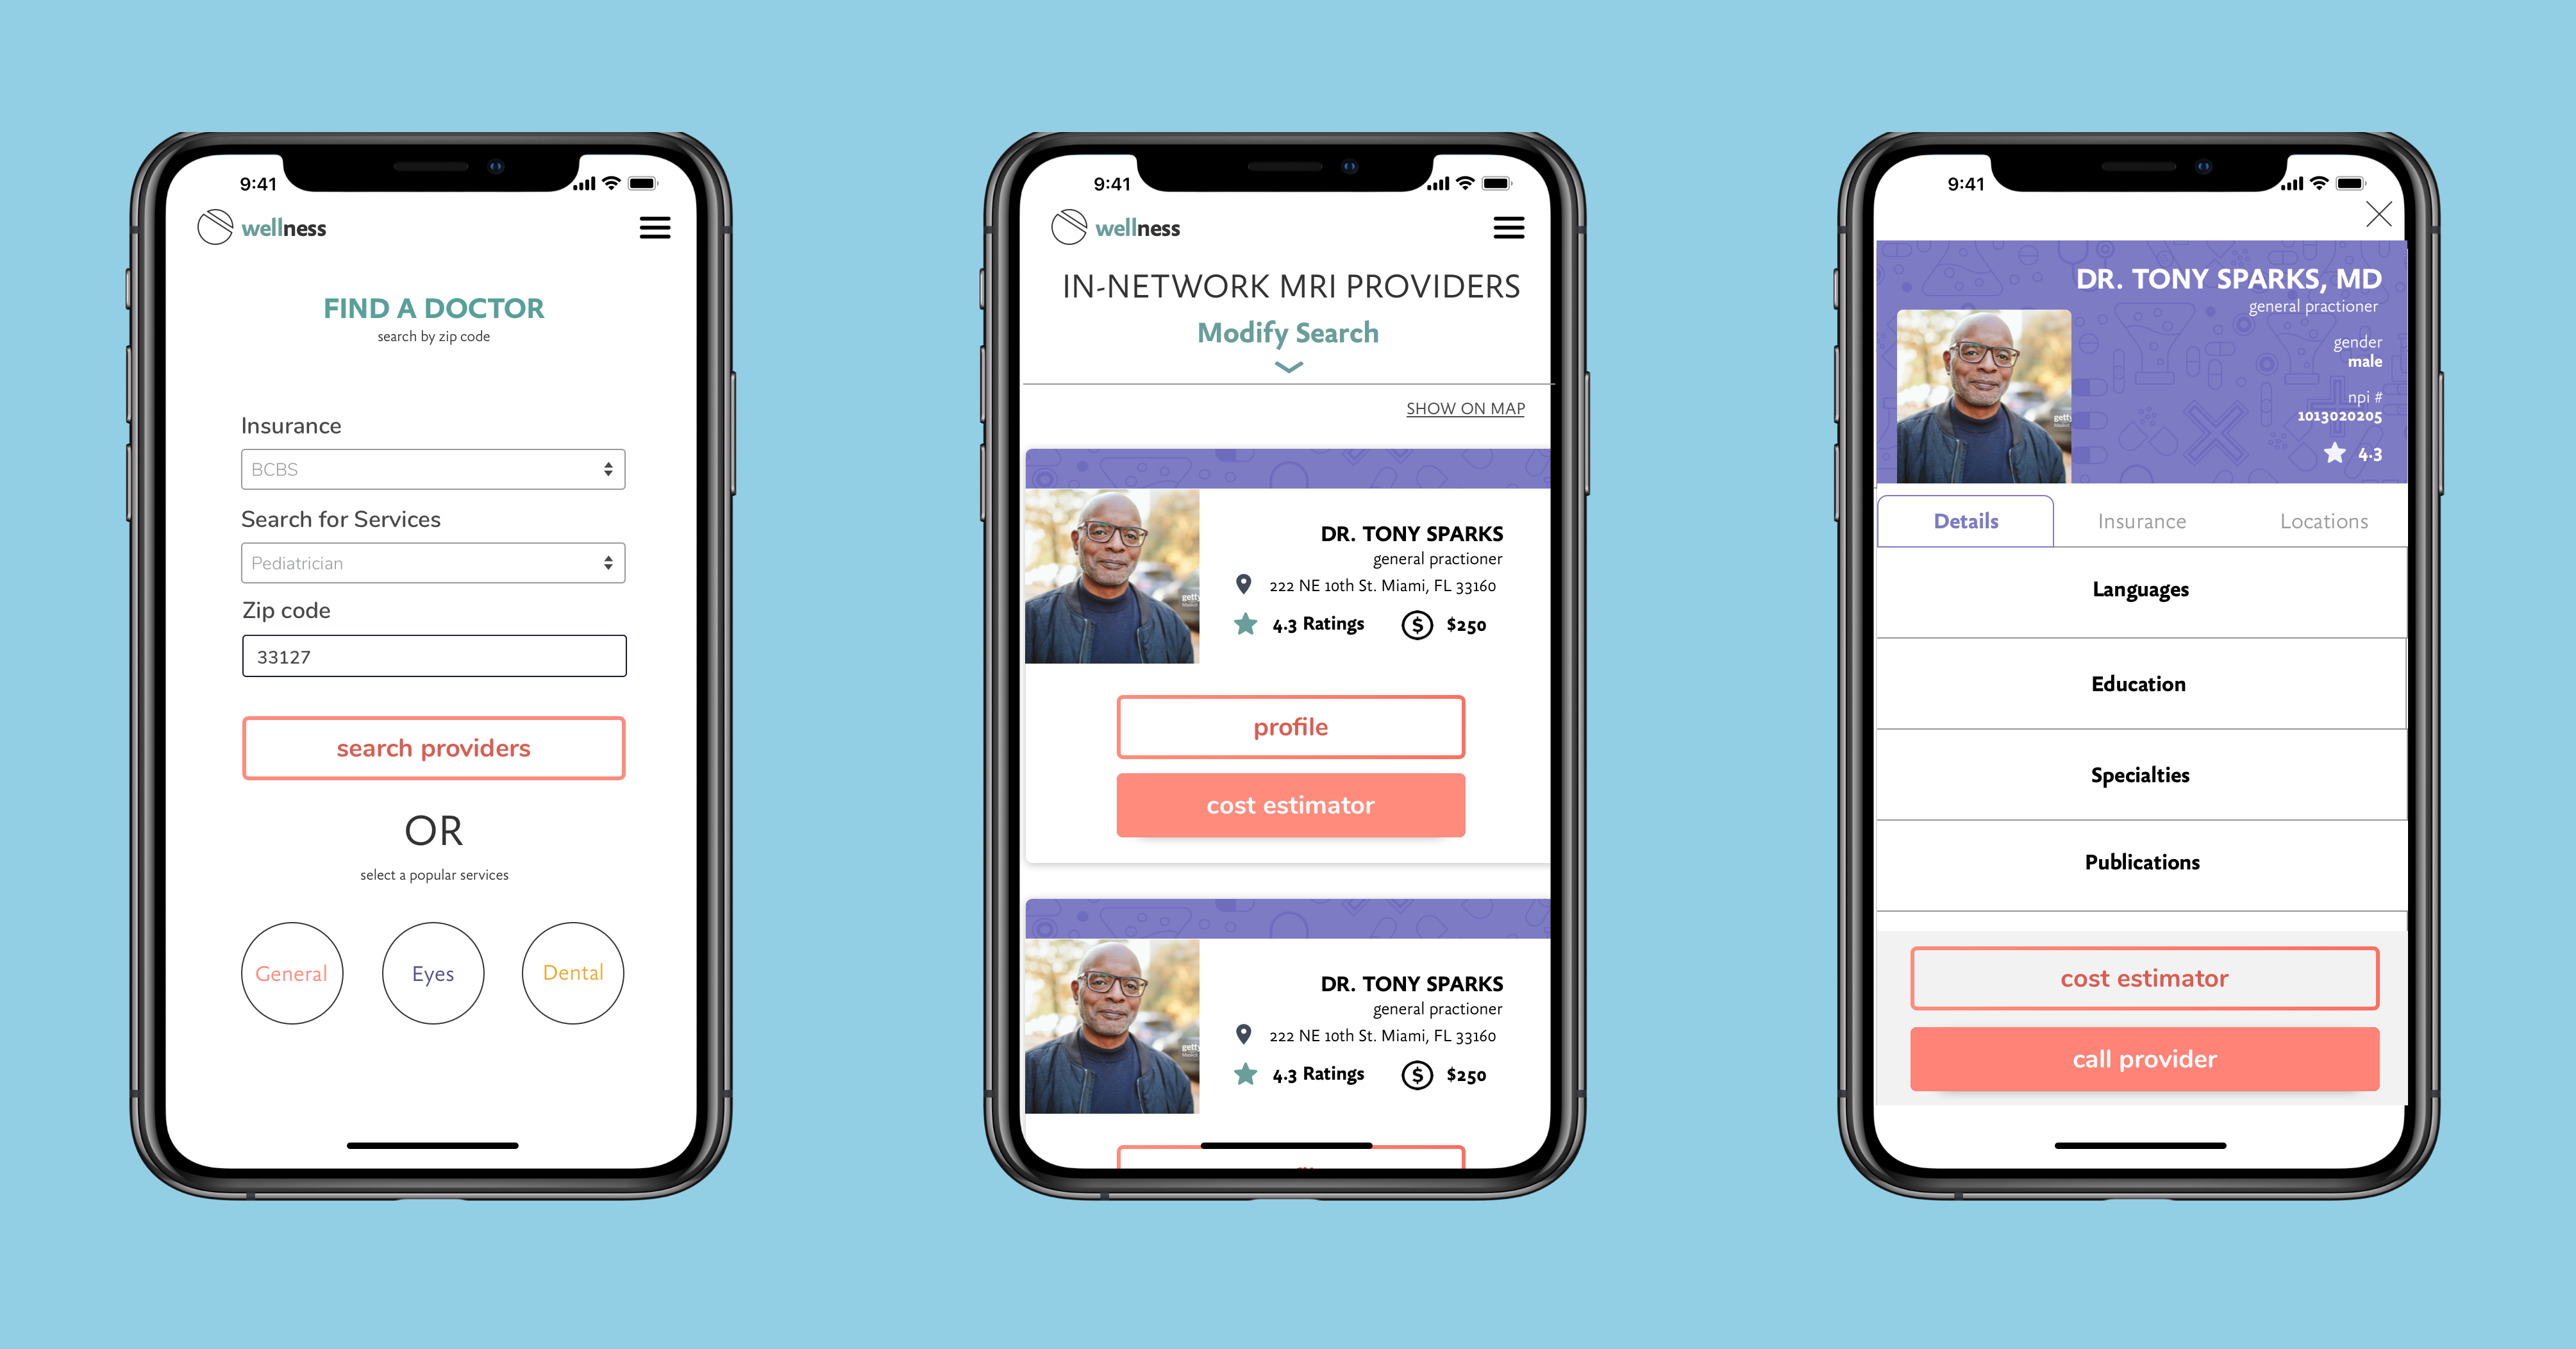 9:41
wellness
FIND A DOCTOR
search by zip code
Insurance
BCBS
Search for Services
Pediatrician
Zip code
33127
search providers
OR
select a popular services
General
Eyes
Dental
9:41
wellness
IN-NETWORK MRI PROVIDERS
Modify Search
SHOW ON MAP
DR. TONY SPARKS
general practioner
222 NE 10th St. Miami, FL 33160
4.3 Ratings
$250
profile
cost estimator
DR. TONY SPARKS
general practioner
222 NE 10th St. Miami, FL 33160
4.3 Ratings
$250
9:41
DR. TONY SPARKS, MD
general practioner
gender
male
npi #
1013020205
4.3
Details
Insurance
Locations
Languages
Education
Specialties
Publications
cost estimator
call provider